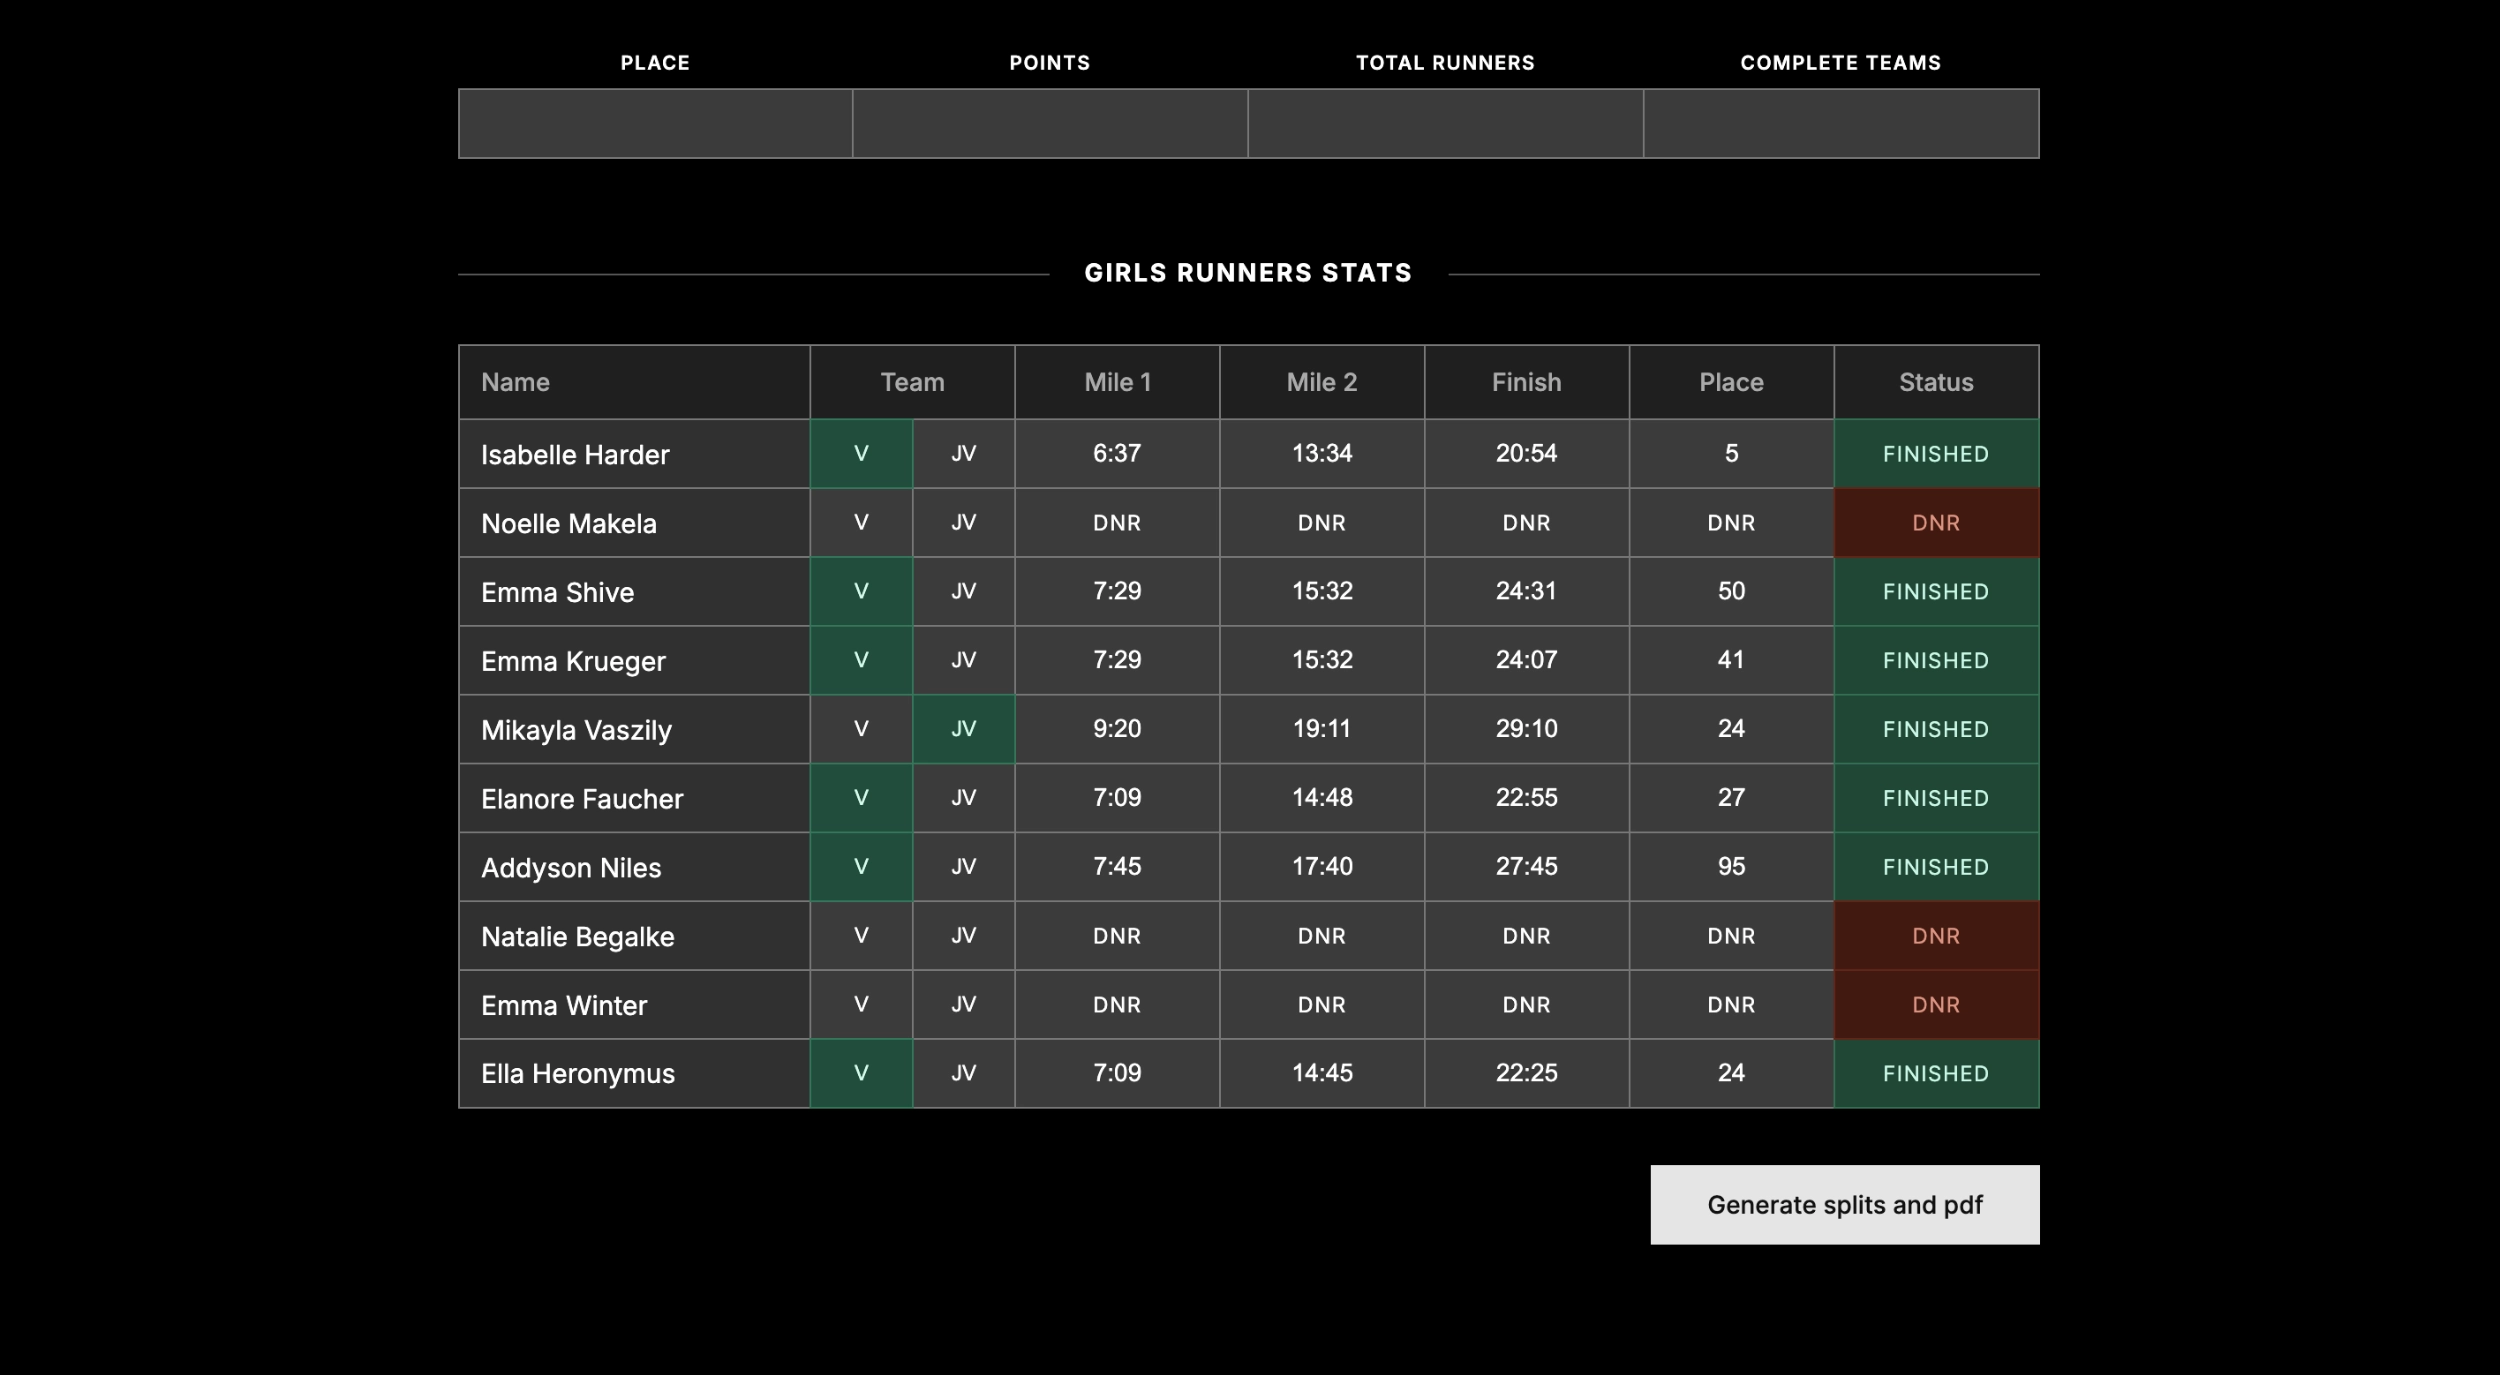 PLACE POINTS TOTAL RUNNERS COMPLETE TEAMS
GIRLS RUNNERS STATS
Name Team Mile 1 Mile 2 Finish Place Status
Isabelle Harder V JV 6:37 13:34 20:54 5 FINISHED
Noelle Makela V JV DNR DNR DNR DNR DNR
Emma Shive V JV 7:29 15:32 24:31 50 FINISHED
Emma Krueger V JV 7:29 15:32 24:07 41 FINISHED
Mikayla Vaszily V JV 9:20 19:11 29:10 24 FINISHED
Elanore Faucher V JV 7:09 14:48 22:55 27 FINISHED
Addyson Niles V JV 7:45 17:40 27:45 95 FINISHED
Natalie Begalke V JV DNR DNR DNR DNR DNR
Emma Winter V JV DNR DNR DNR DNR DNR
Ella Heronymus V JV 7:09 14:45 22:25 24 FINISHED
Generate splits and pdf